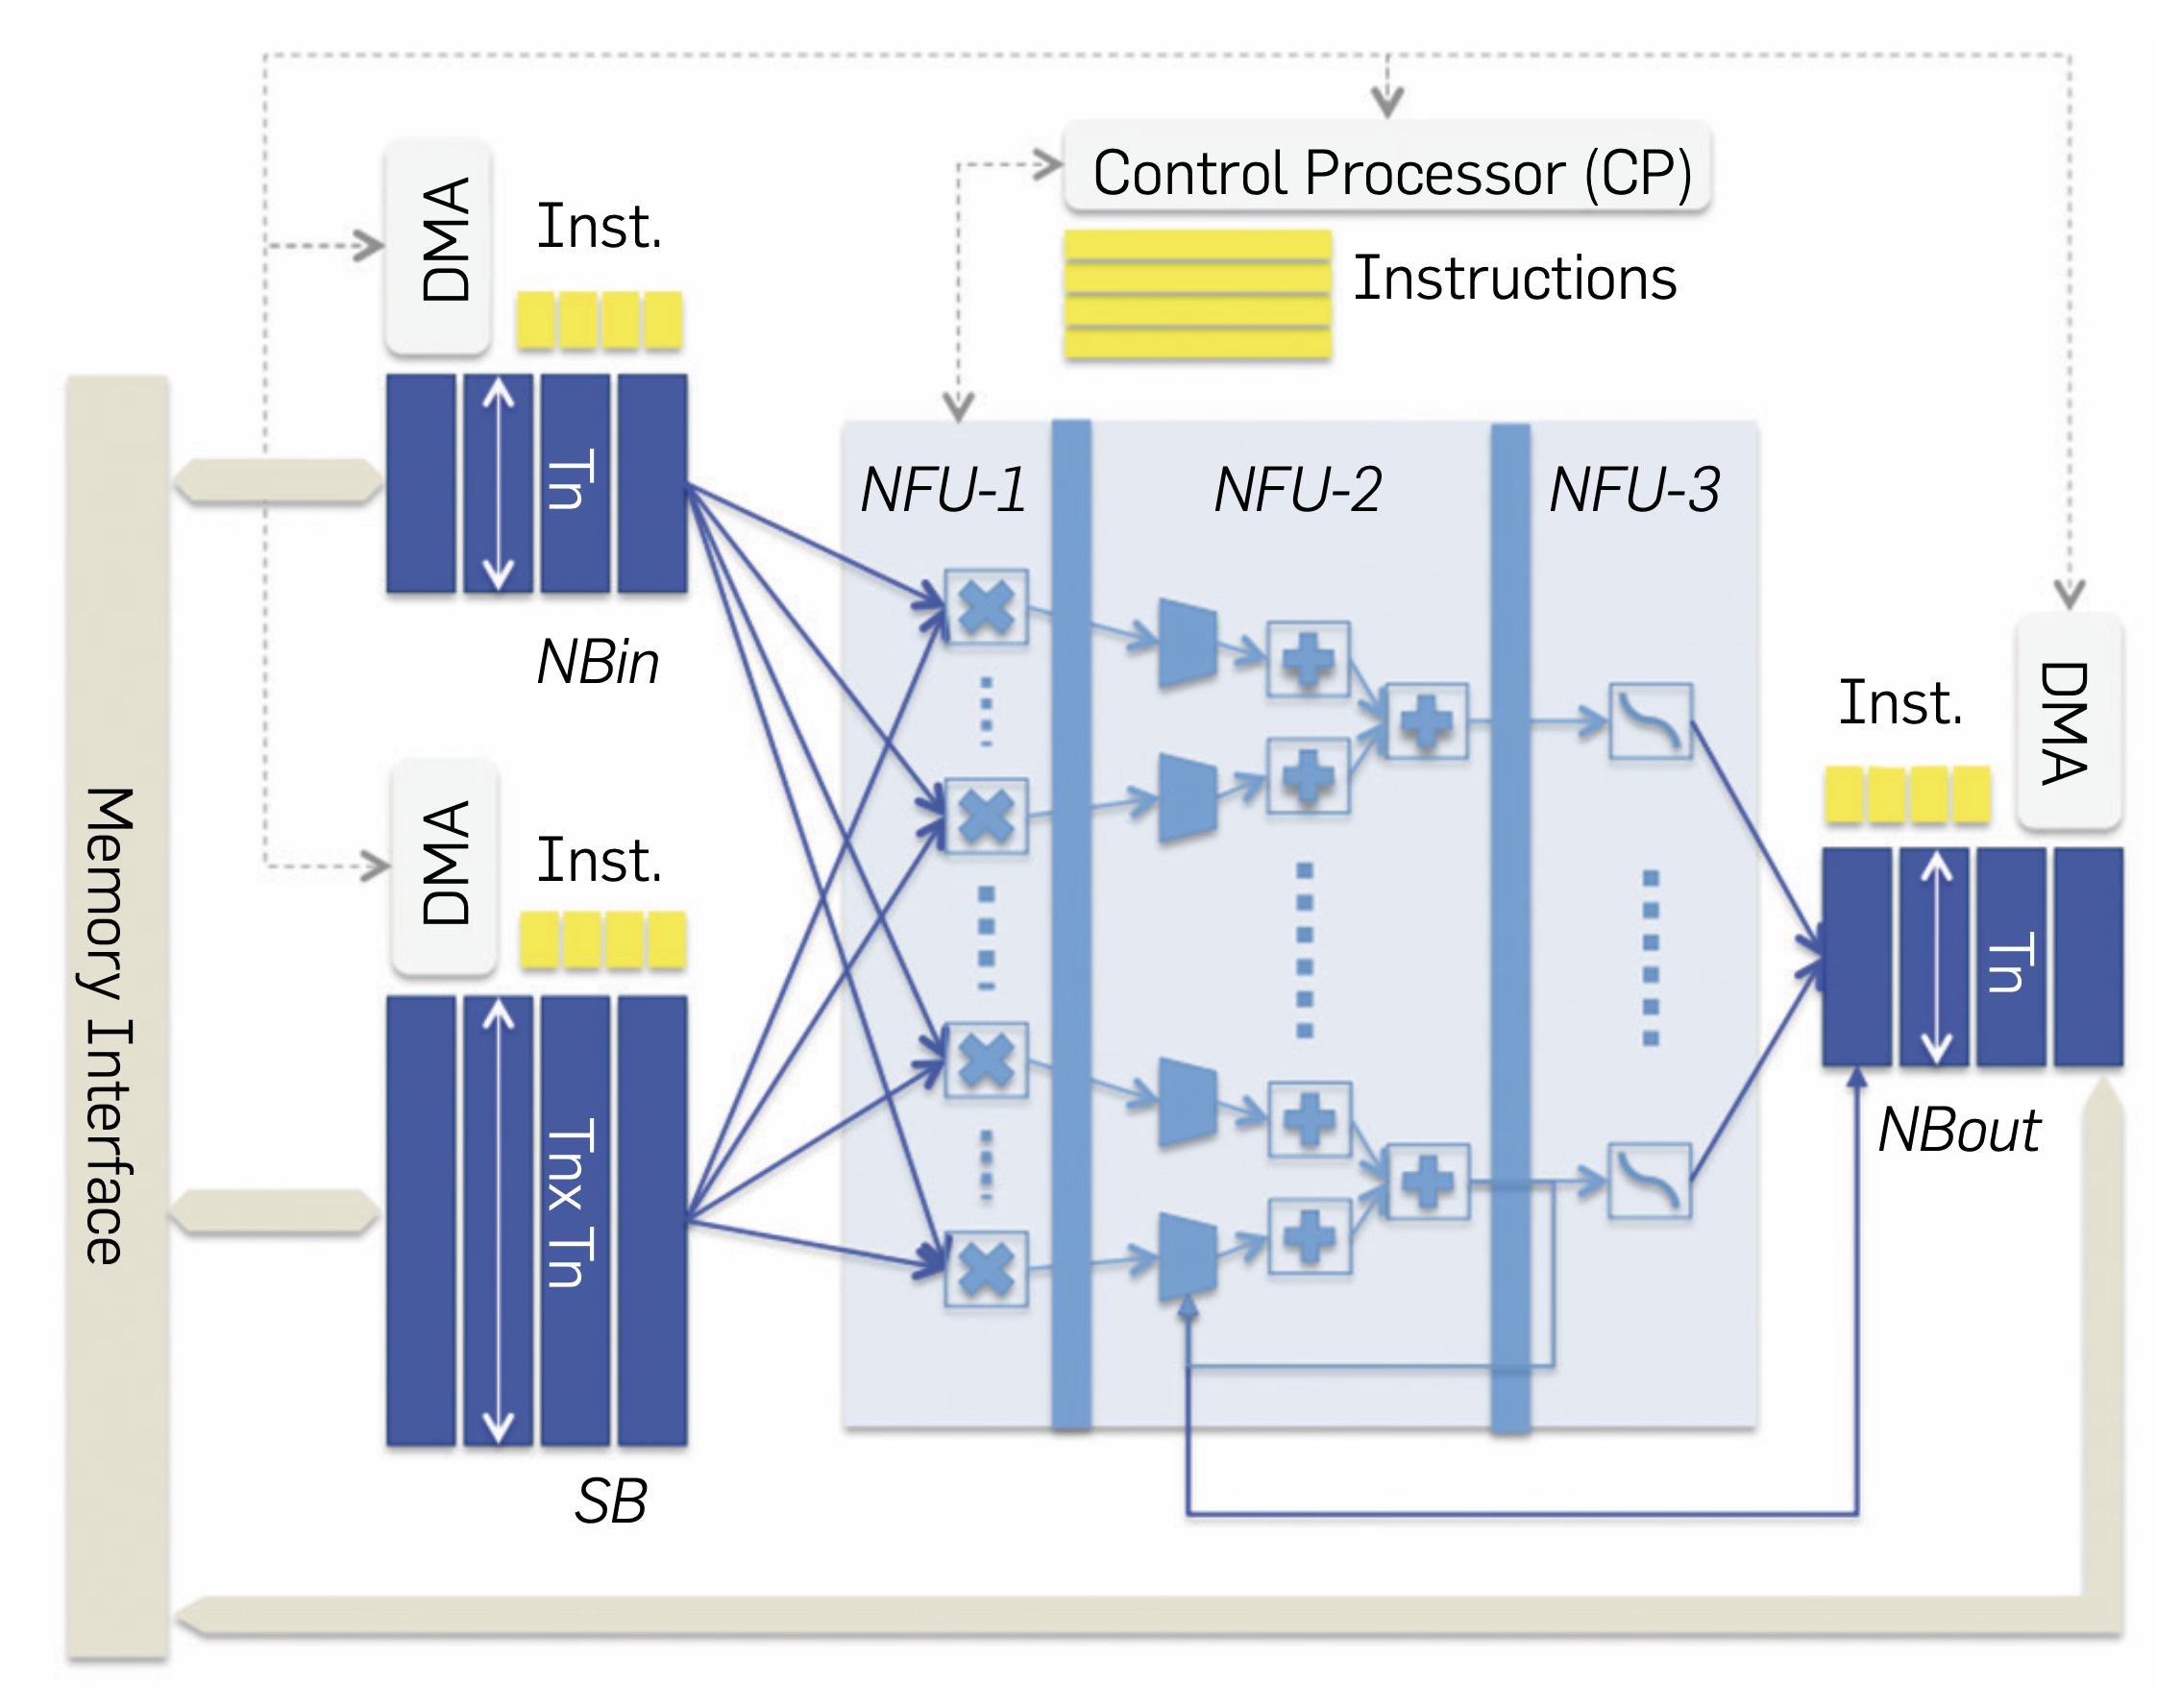 Control Processor (CP)
DMA
Inst.
Instructions
Tn
NBin
NFU-1
NFU-2
NFU-3
Memory Interface
DMA
Inst.
Tnx Tn
SB
Inst.
DMA
Tn
NBout